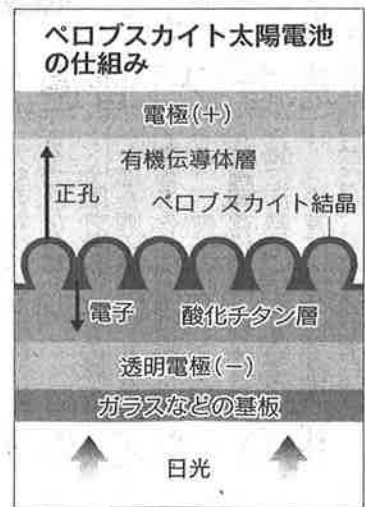 ペロブスカイト太陽電池
の仕組み
電極(+)
有機伝導体層
正孔
ペロブスカイト結晶
電子
酸化チタン層
透明電極(−)
ガラスなどの基板
日光